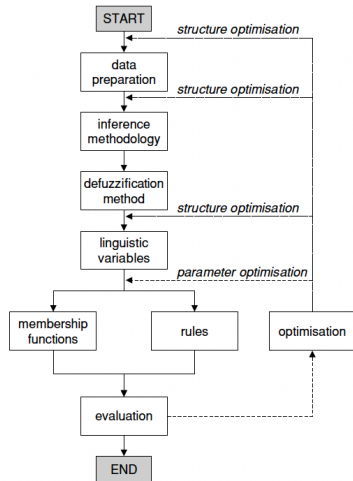 START
structure optimisation
data
preparation
structure optimisation
inference
methodology
defuzzification
method
structure optimisation
linguistic
variables
parameter optimisation
membership
functions
rules
optimisation
evaluation
END